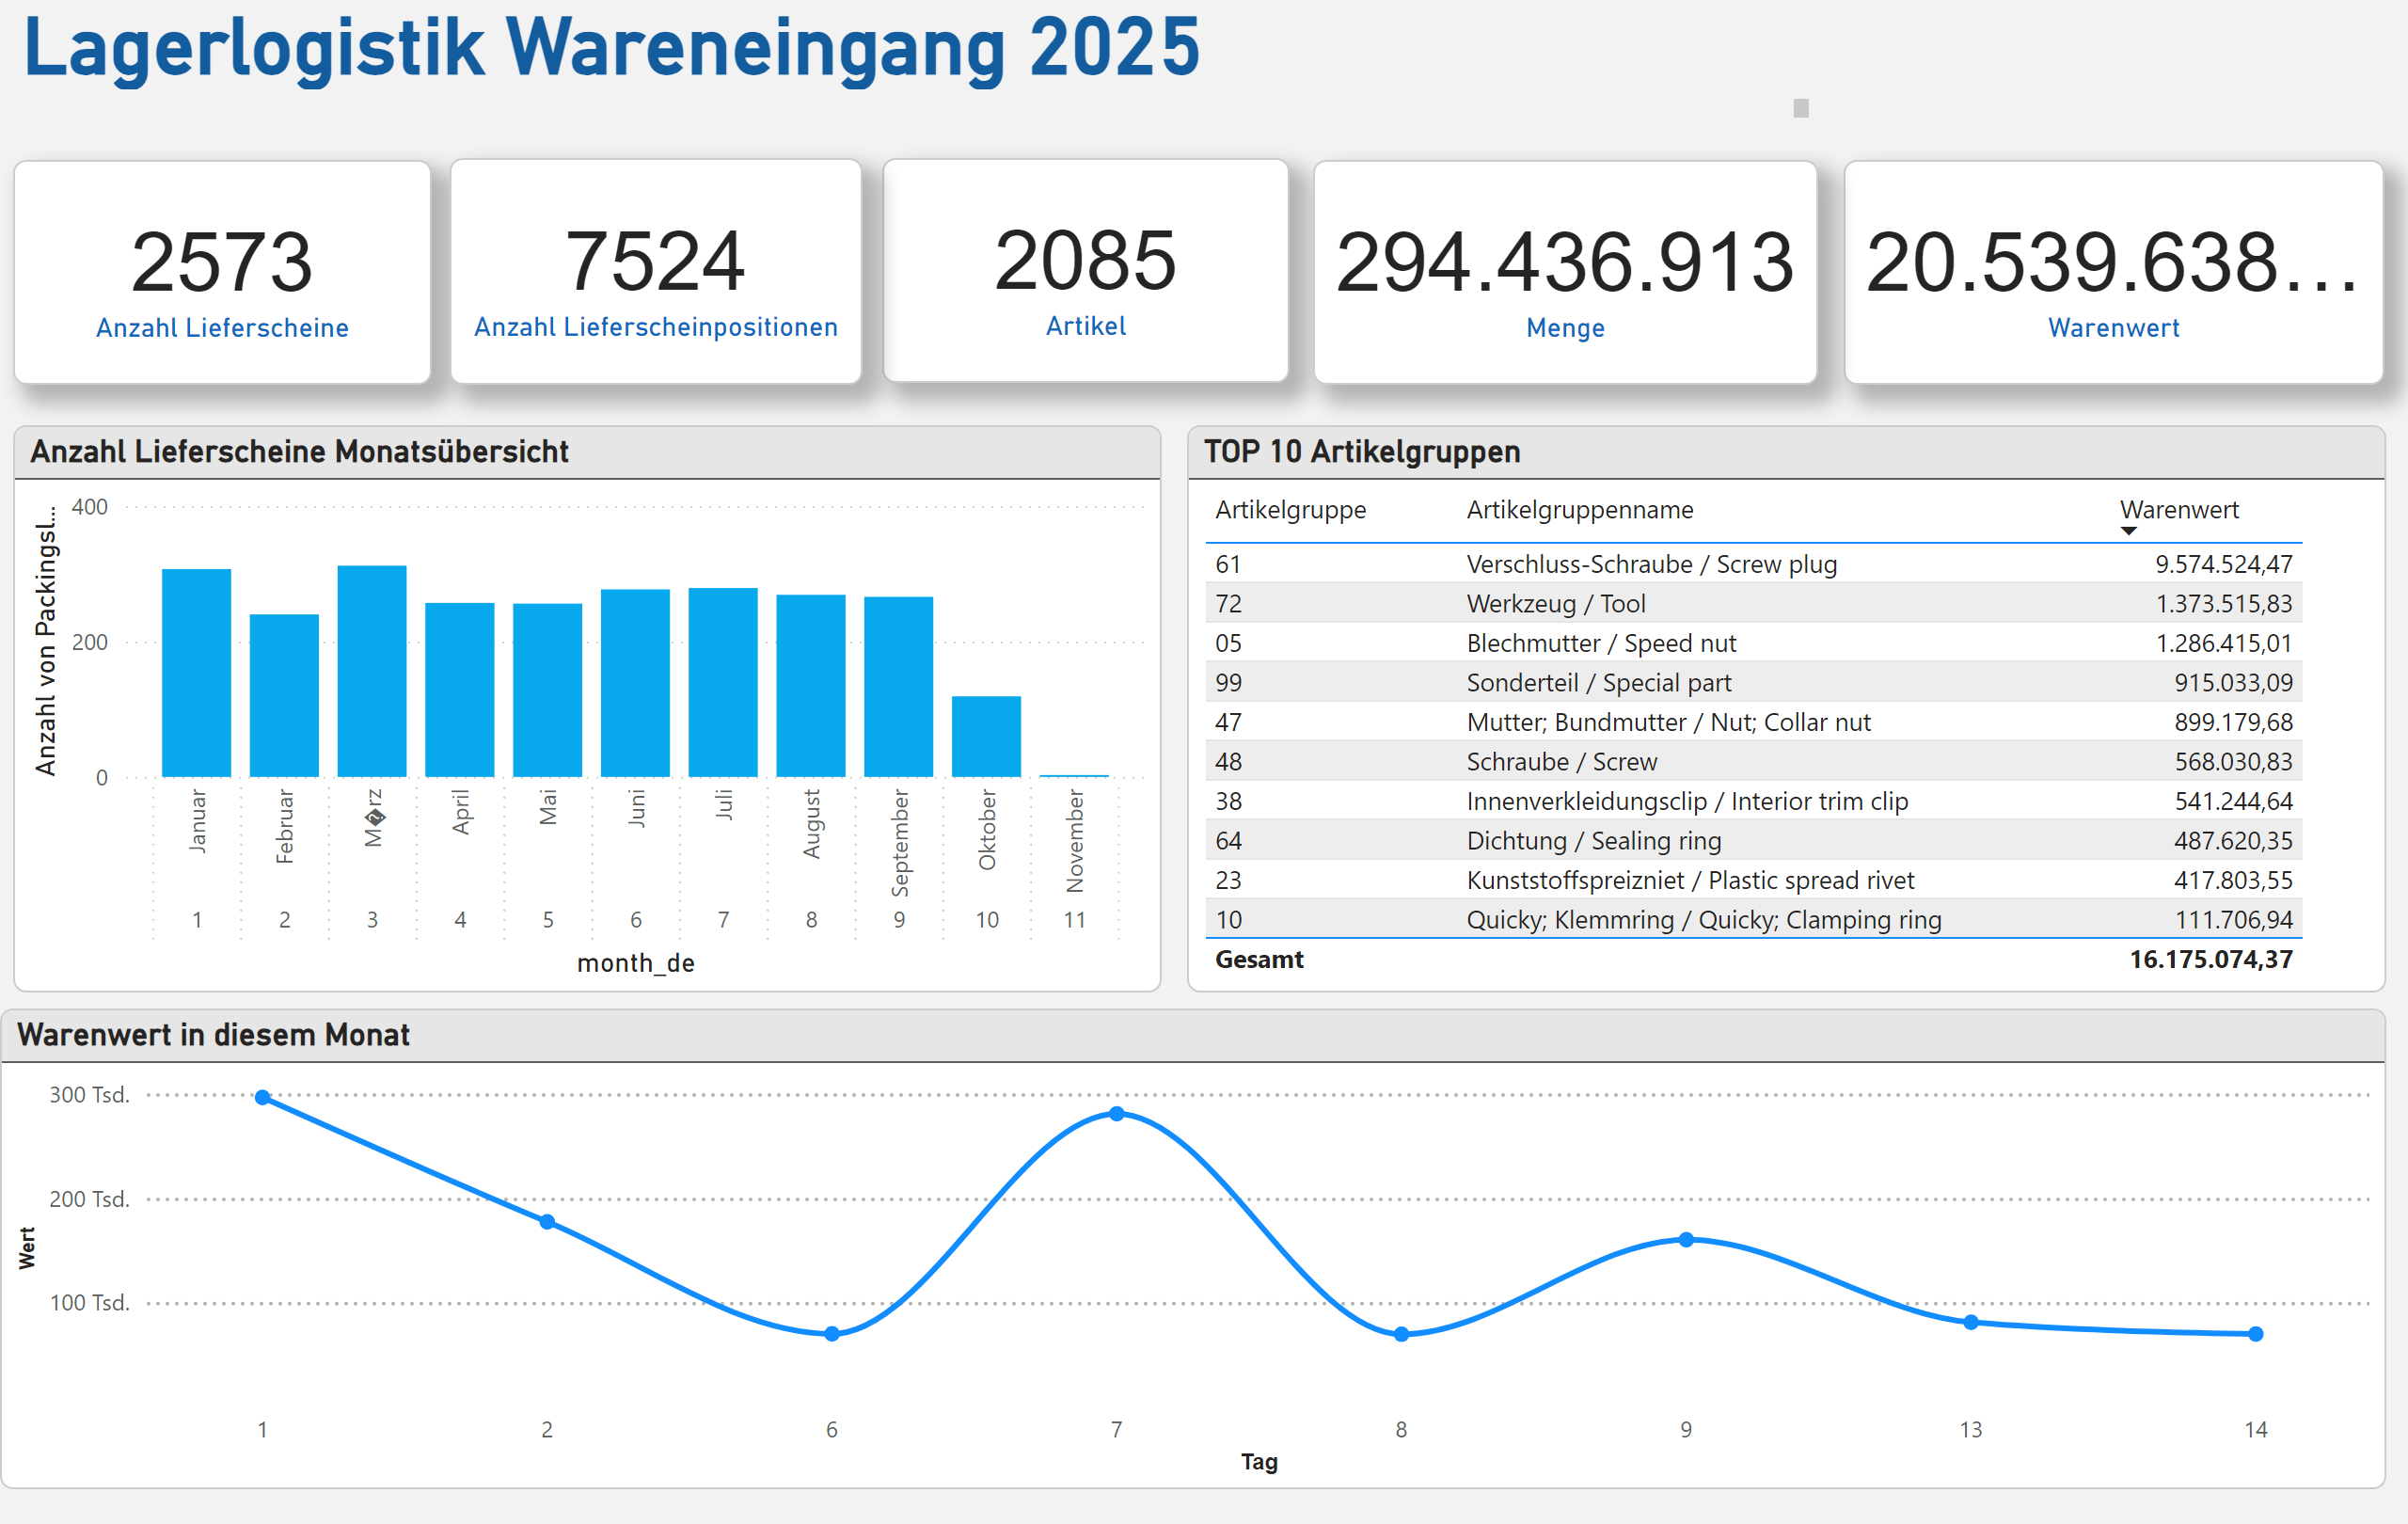 Lagerlogistik Wareneingang 2025
2573
Anzahl Lieferscheine
7524
Anzahl Lieferscheinpositionen
2085
Artikel
294.436.913
Menge
20.539.638...
Warenwert
Anzahl Lieferscheine Monatsübersicht
Anzahl von Packingsl...
400
200
0
Januar
Februar
M�rz
April
Mai
Juni
Juli
August
September
Oktober
November
1 2 3 4 5 6 7 8 9 10 11
month_de
TOP 10 Artikelgruppen
Artikelgruppe Artikelgruppenname Warenwert
61 Verschluss-Schraube / Screw plug 9.574.524,47
72 Werkzeug / Tool 1.373.515,83
05 Blechmutter / Speed nut 1.286.415,01
99 Sonderteil / Special part 915.033,09
47 Mutter; Bundmutter / Nut; Collar nut 899.179,68
48 Schraube / Screw 568.030,83
38 Innenverkleidungsclip / Interior trim clip 541.244,64
64 Dichtung / Sealing ring 487.620,35
23 Kunststoffspreizniet / Plastic spread rivet 417.803,55
10 Quicky; Klemmring / Quicky; Clamping ring 111.706,94
Gesamt 16.175.074,37
Warenwert in diesem Monat
Wert
300 Tsd.
200 Tsd.
100 Tsd.
1 2 6 7 8 9 13 14
Tag